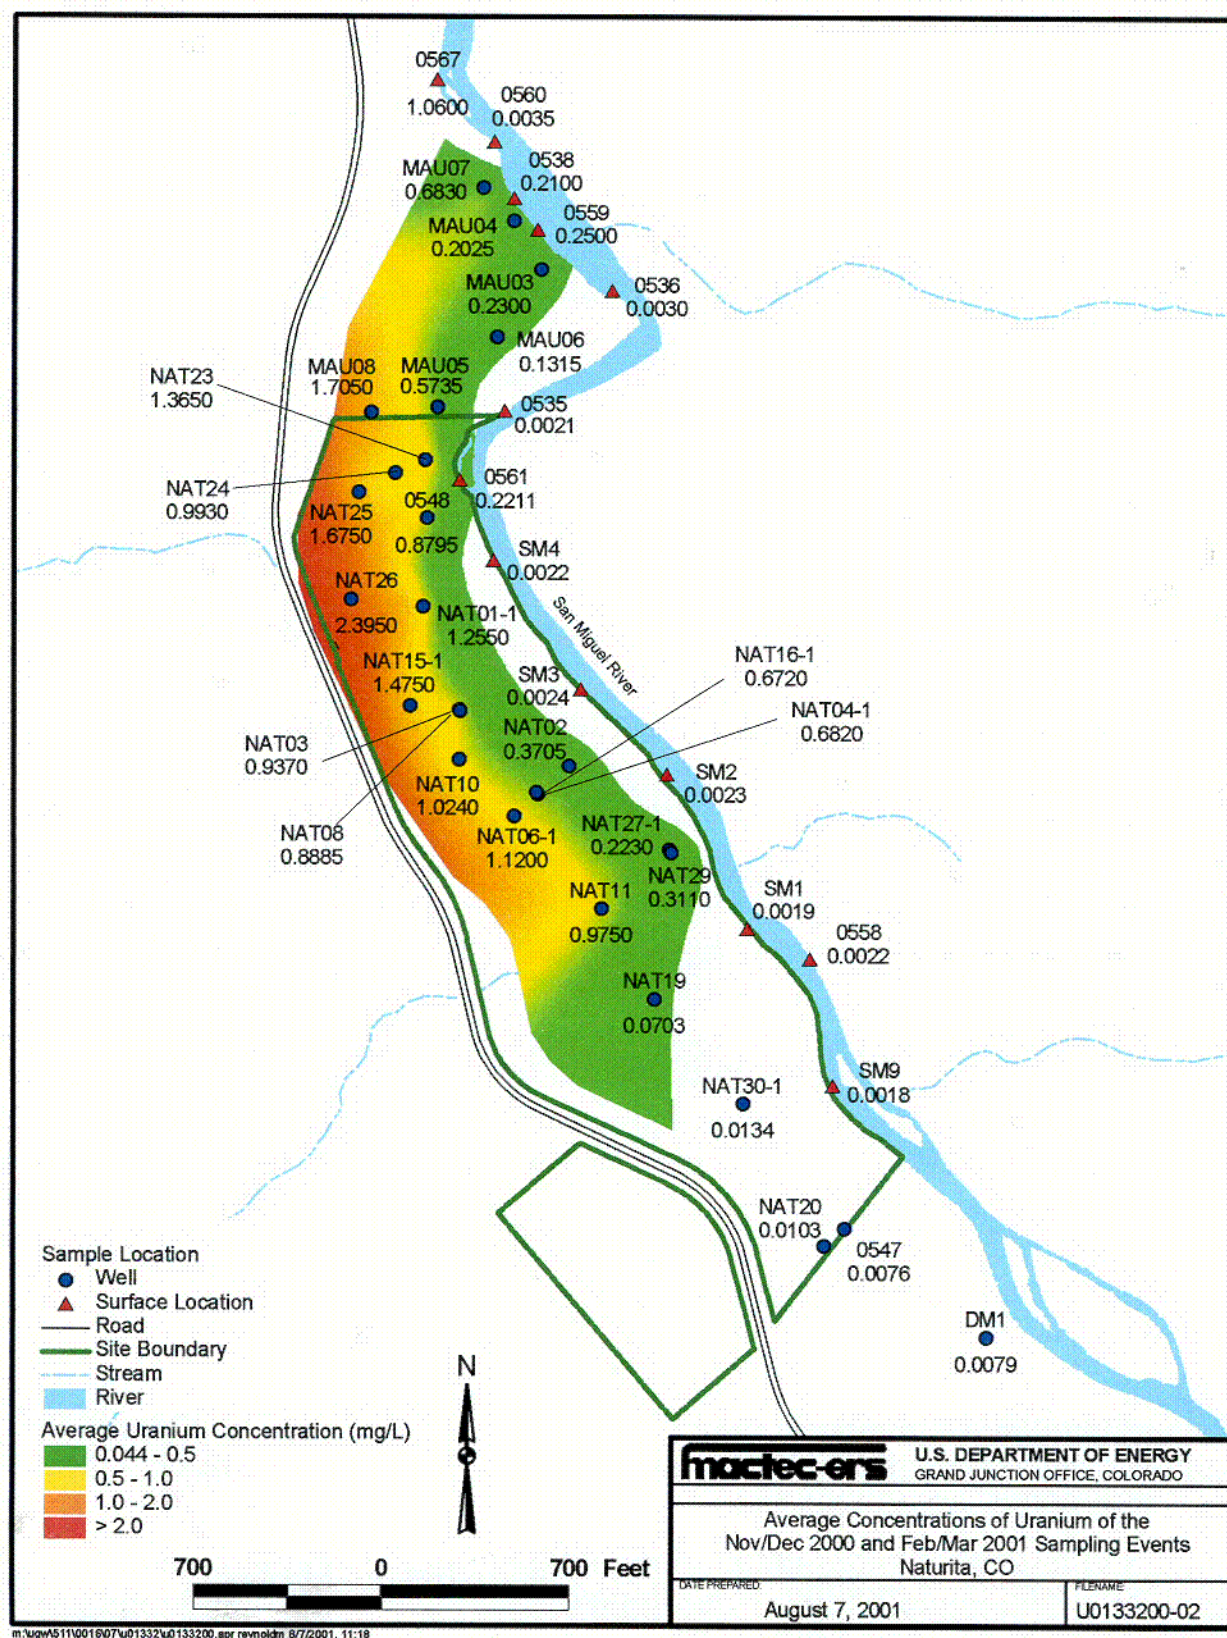 0567
1.0600
0560
0.0035
0538
0.2100
MAU07
0.6830
0559
0.2500
MAU04
0.2025
MAU03
0.2300
0536
0.0030
MAU06
0.1315
NAT23
1.3650
MAU08
1.7050
MAU05
0.5735
0535
0.0021
NAT24
0.9930
NAT25
1.6750
0548
0.8795
0561
0.2211
SM4
0.0022
NAT26
2.3950
NAT01-1
1.2550
San Miguel River
NAT15-1
1.4750
SM3
0.0024
NAT16-1
0.6720
NAT04-1
0.6820
NAT03
0.9370
NAT02
0.3705
SM2
0.0023
NAT10
1.0240
NAT08
0.8885
NAT06-1
1.1200
NAT27-1
0.2230
NAT29
0.3110
NAT11
0.9750
SM1
0.0019
0558
0.0022
NAT19
0.0703
NAT30-1
0.0134
SM9
0.0018
NAT20
0.0103
0547
0.0076
DM1
0.0079
Sample Location
Well
Surface Location
Road
Site Boundary
Stream
River
Average Uranium Concentration (mg/L)
0.044 - 0.5
0.5 - 1.0
1.0 - 2.0
> 2.0
N
700 0 700 Feet
mactec-ers
U.S. DEPARTMENT OF ENERGY
GRAND JUNCTION OFFICE, COLORADO
Average Concentrations of Uranium of the
Nov/Dec 2000 and Feb/Mar 2001 Sampling Events
Naturita, CO
DATE PREPARED:
August 7, 2001
FILENAME:
U0133200-02
8/7/2001, 11:18